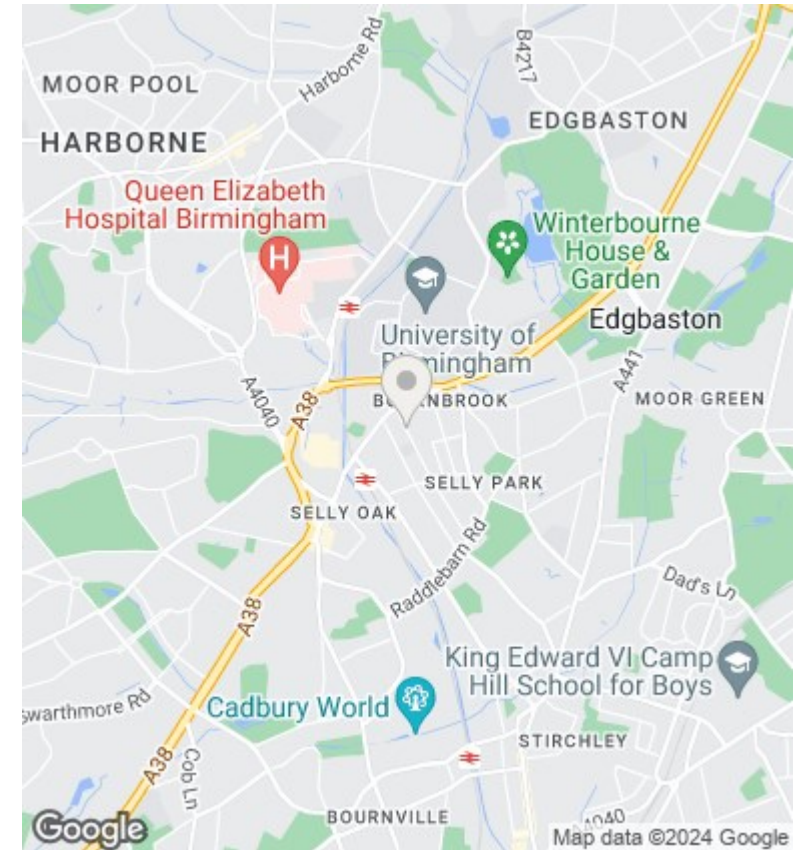 MOOR POOL
Harborne Rd
B4217
HARBORNE
EDGBASTON
Queen Elizabeth
Hospital Birmingham
H
Winterbourne
House &
Garden
Edgbaston
University of
Birmingham
A4040
A38
A441
BOURNBROOK
MOOR GREEN
SELLY PARK
SELLY OAK
Raddlebarn Rd
Dad's Ln
A38
King Edward VI Camp
Hill School for Boys
Swarthmore Rd
Cadbury World
STIRCHLEY
A38
Cob Ln
BOURNVILLE
A4040
Google
Map data ©2024 Google